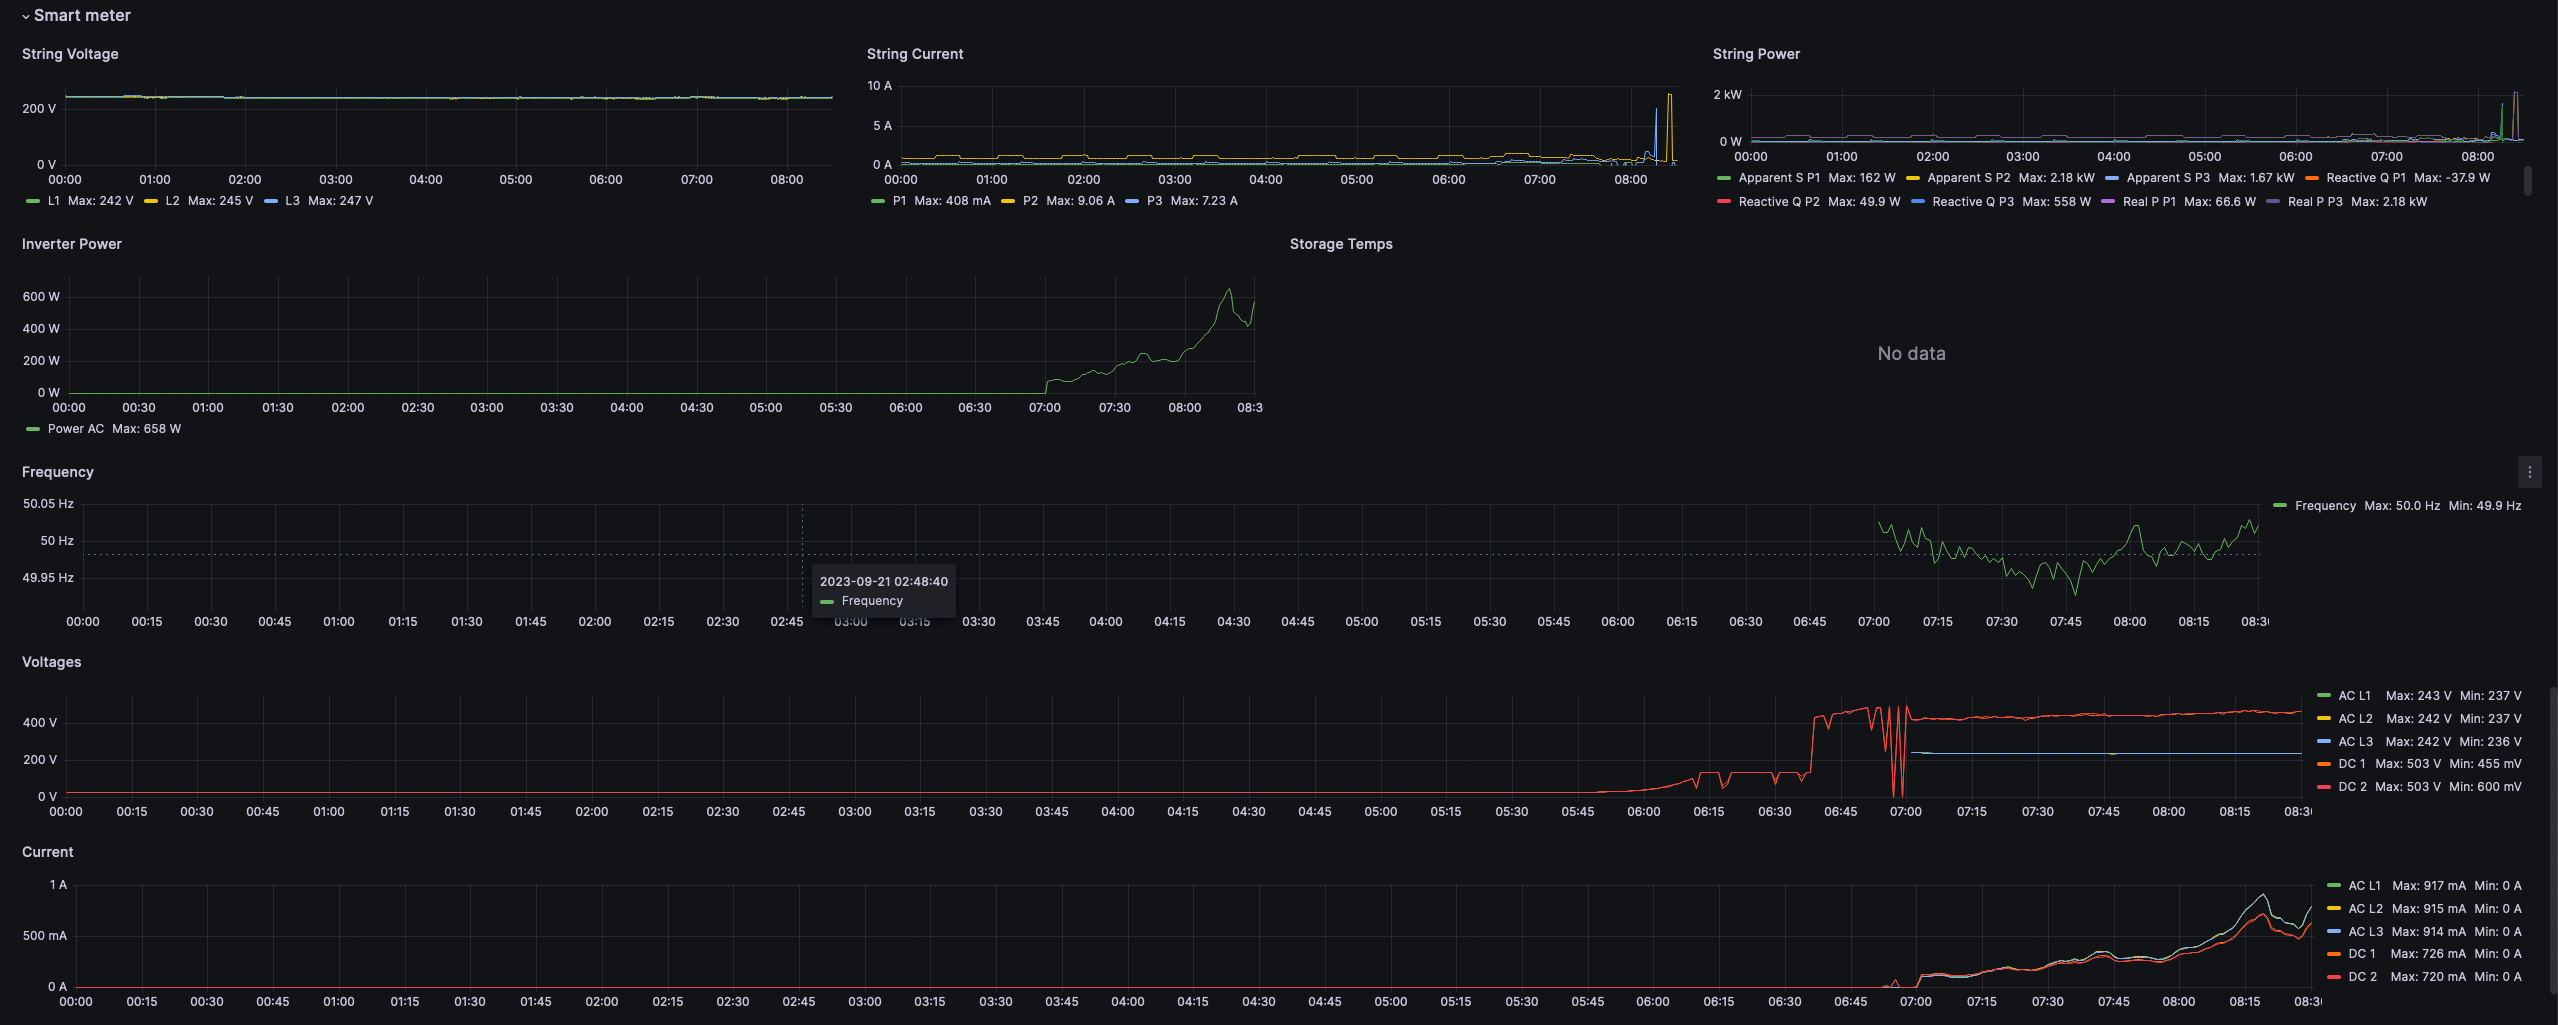 Smart meter
String Voltage
200 V
0 V
00:00 01:00 02:00 03:00 04:00 05:00 06:00 07:00 08:00
L1 Max: 242 V L2 Max: 245 V L3 Max: 247 V
String Current
10 A
5 A
0 A
00:00 01:00 02:00 03:00 04:00 05:00 06:00 07:00 08:00
P1 Max: 408 mA P2 Max: 9.06 A P3 Max: 7.23 A
String Power
2 kW
0 W
00:00 01:00 02:00 03:00 04:00 05:00 06:00 07:00 08:00
Apparent S P1 Max: 162 W Apparent S P2 Max: 2.18 kW Apparent S P3 Max: 1.67 kW Reactive Q P1 Max: -37.9 W
Reactive Q P2 Max: 49.9 W Reactive Q P3 Max: 558 W Real P P1 Max: 66.6 W Real P P3 Max: 2.18 kW
Inverter Power
600 W
400 W
200 W
0 W
00:00 00:30 01:00 01:30 02:00 02:30 03:00 03:30 04:00 04:30 05:00 05:30 06:00 06:30 07:00 07:30 08:00 08:3
Power AC Max: 658 W
Storage Temps
No data
Frequency
50.05 Hz
50 Hz
49.95 Hz
00:00 00:15 00:30 00:45 01:00 01:15 01:30 01:45 02:00 02:15 02:30 02:45 03:00 03:15 03:30 03:45 04:00 04:15 04:30 04:45 05:00 05:15 05:30 05:45 06:00 06:15 06:30 06:45 07:00 07:15 07:30 07:45 08:00 08:15 08:3
2023-09-21 02:48:40
Frequency
Frequency Max: 50.0 Hz Min: 49.9 Hz
Voltages
400 V
200 V
0 V
00:00 00:15 00:30 00:45 01:00 01:15 01:30 01:45 02:00 02:15 02:30 02:45 03:00 03:15 03:30 03:45 04:00 04:15 04:30 04:45 05:00 05:15 05:30 05:45 06:00 06:15 06:30 06:45 07:00 07:15 07:30 07:45 08:00 08:15 08:3
AC L1 Max: 243 V Min: 237 V
AC L2 Max: 242 V Min: 237 V
AC L3 Max: 242 V Min: 236 V
DC 1 Max: 503 V Min: 455 mV
DC 2 Max: 503 V Min: 600 mV
Current
1 A
500 mA
0 A
00:00 00:15 00:30 00:45 01:00 01:15 01:30 01:45 02:00 02:15 02:30 02:45 03:00 03:15 03:30 03:45 04:00 04:15 04:30 04:45 05:00 05:15 05:30 05:45 06:00 06:15 06:30 06:45 07:00 07:15 07:30 07:45 08:00 08:15 08:3
AC L1 Max: 917 mA Min: 0 A
AC L2 Max: 915 mA Min: 0 A
AC L3 Max: 914 mA Min: 0 A
DC 1 Max: 726 mA Min: 0 A
DC 2 Max: 720 mA Min: 0 A